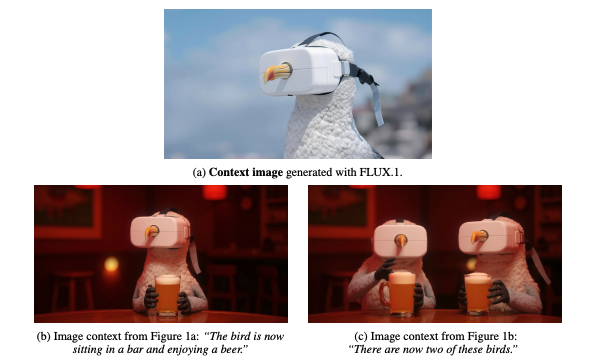 (a) Context image generated with FLUX.1.
(b) Image context from Figure 1a: “The bird is now
sitting in a bar and enjoying a beer.”
(c) Image context from Figure 1b:
“There are now two of these birds.”